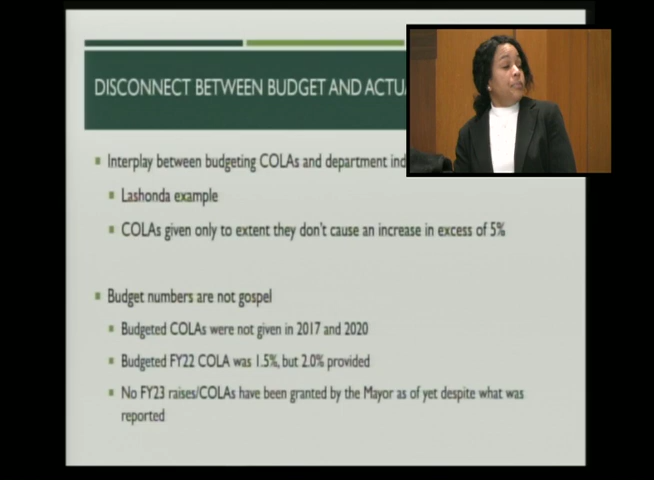 DISCONNECT BETWEEN BUDGET AND
Interplay between budgeting COLAs and department
Lashonda example
COLAs given only to extent they don't cause an increase in excess of 5%
Budget numbers are not gospel
Budgeted COLAs were not given in 2017 and 2020
Budgeted FY22 COLA was 1.5%, but 2.0% provided
No FY23 raises/COLAs have been granted by the Mayor as of yet despite what was
reported